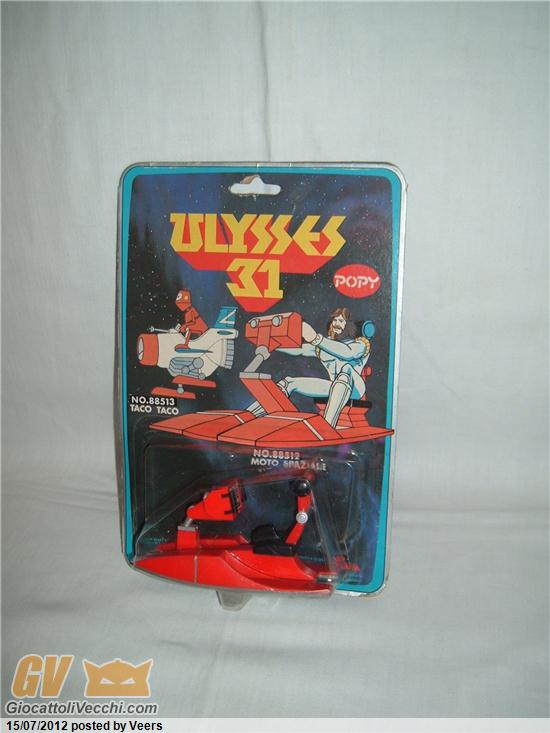 ULYSSES
31
POPY
NO.88513
TACO TACO
NO.88512
MOTO SPAZIALE
GV
GiocattoliVecchi.com
15/07/2012 posted by Veers